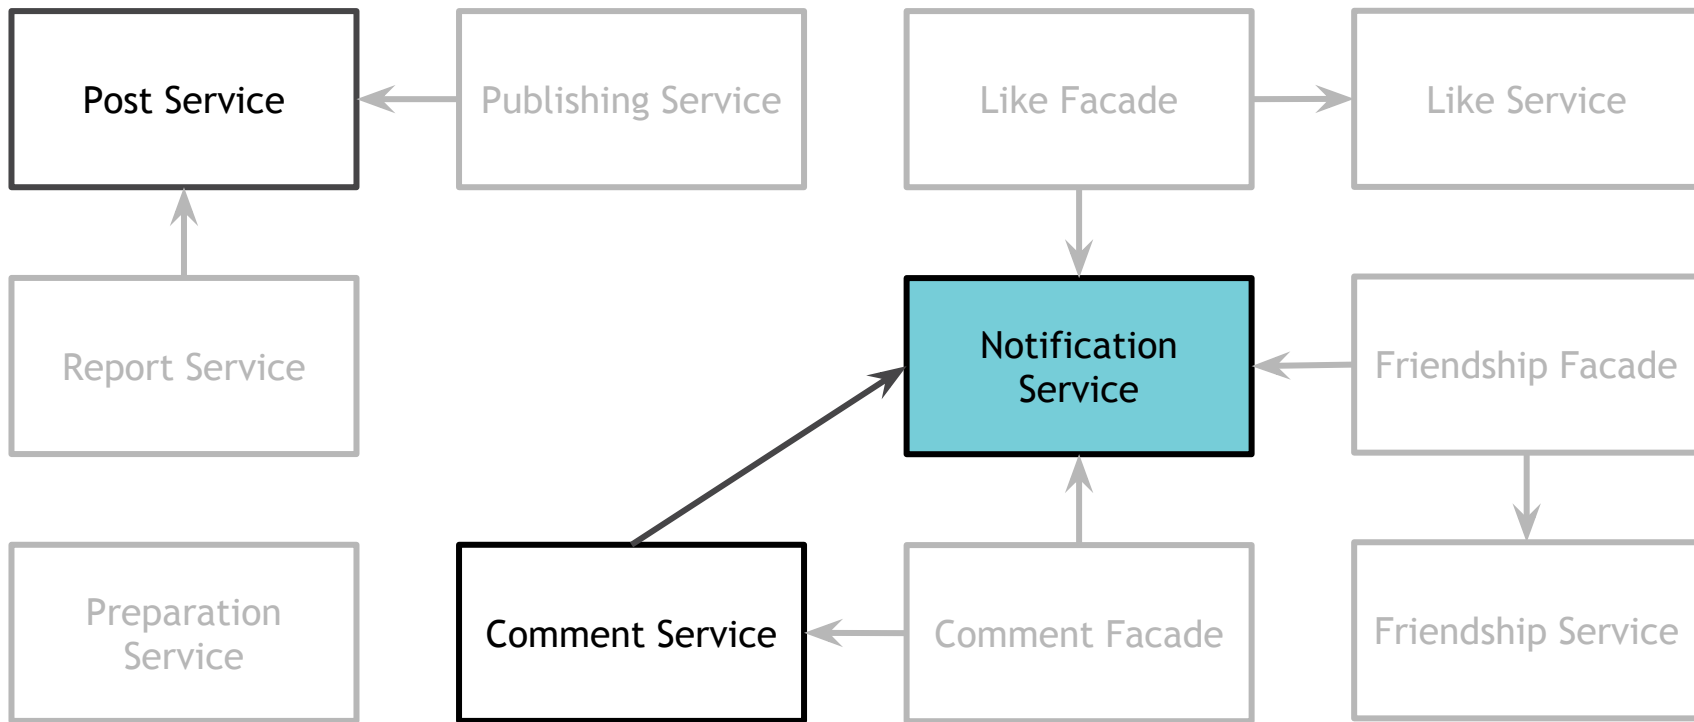 Post Service
Publishing Service
Like Facade
Like Service
Report Service
Notification
Service
Friendship Facade
Preparation
Service
Comment Service
Comment Facade
Friendship Service